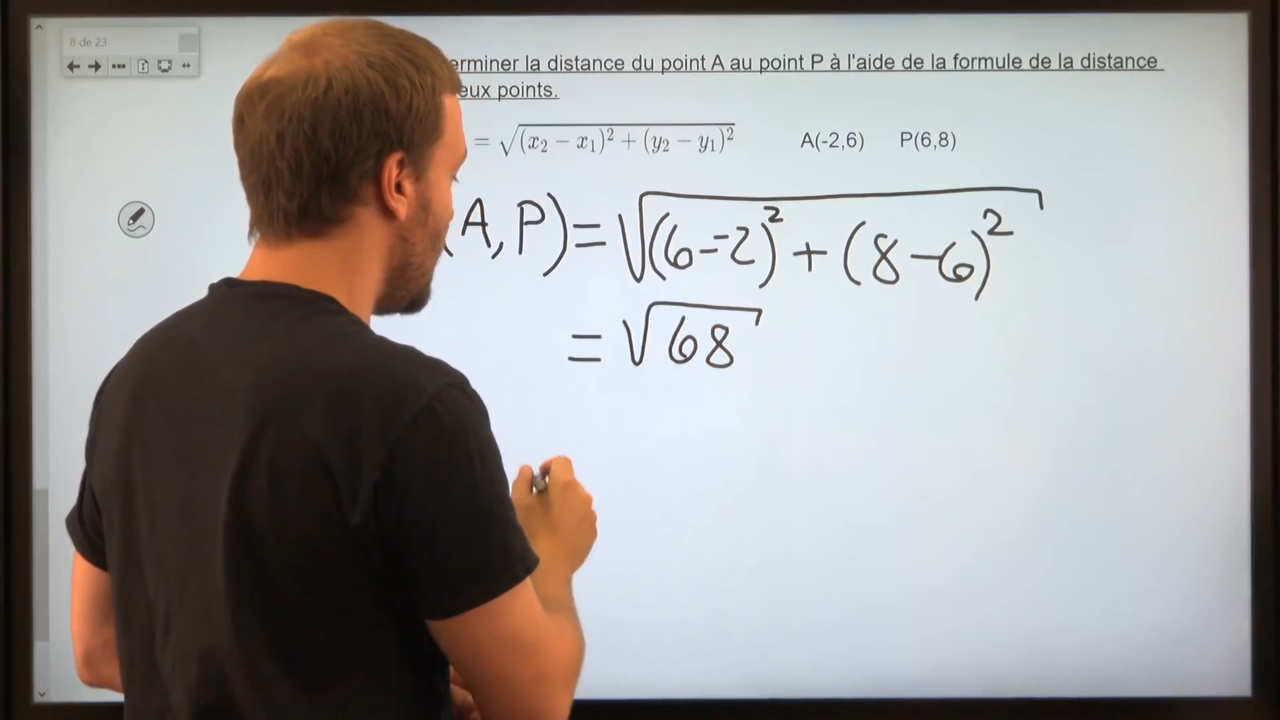 8 de 23
erminer la distance du point A au point P à l'aide de la formule de la distance
eux points.
= √(x₂ − x₁)² + (y₂ − y₁)² A(-2,6) P(6,8)
(A, P) = √(6--2)² + (8-6)²
= √68